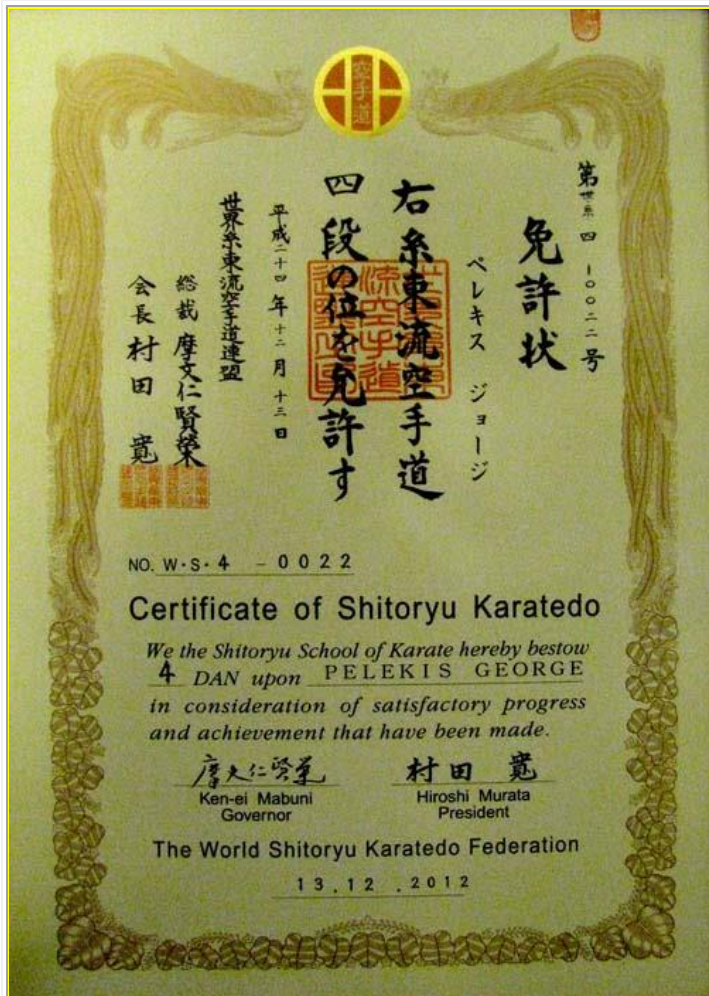 空手道
第世糸四一〇〇二二号
免許状
ペレキス ジョージ
右糸東流空手道
四段の位を允許す
平成二十四年十二月十三日
世界糸東流空手道連盟
総裁 摩文仁賢榮
会長 村田 寛
NO. W・S・4 - 0022
Certificate of Shitoryu Karatedo
We the Shitoryu School of Karate hereby bestow
4 DAN upon PELEKIS GEORGE
in consideration of satisfactory progress
and achievement that have been made.
摩文仁賢榮
村田 寛
Ken-ei Mabuni
Governor
Hiroshi Murata
President
The World Shitoryu Karatedo Federation
13.12.2012